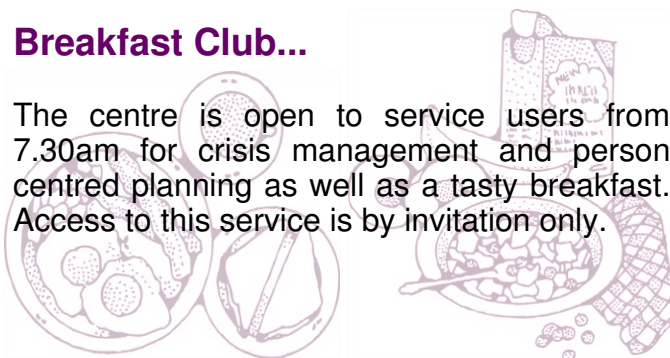 Breakfast Club...
The centre is open to service users from
7.30am for crisis management and person
centred planning as well as a tasty breakfast.
Access to this service is by invitation only.
NEW